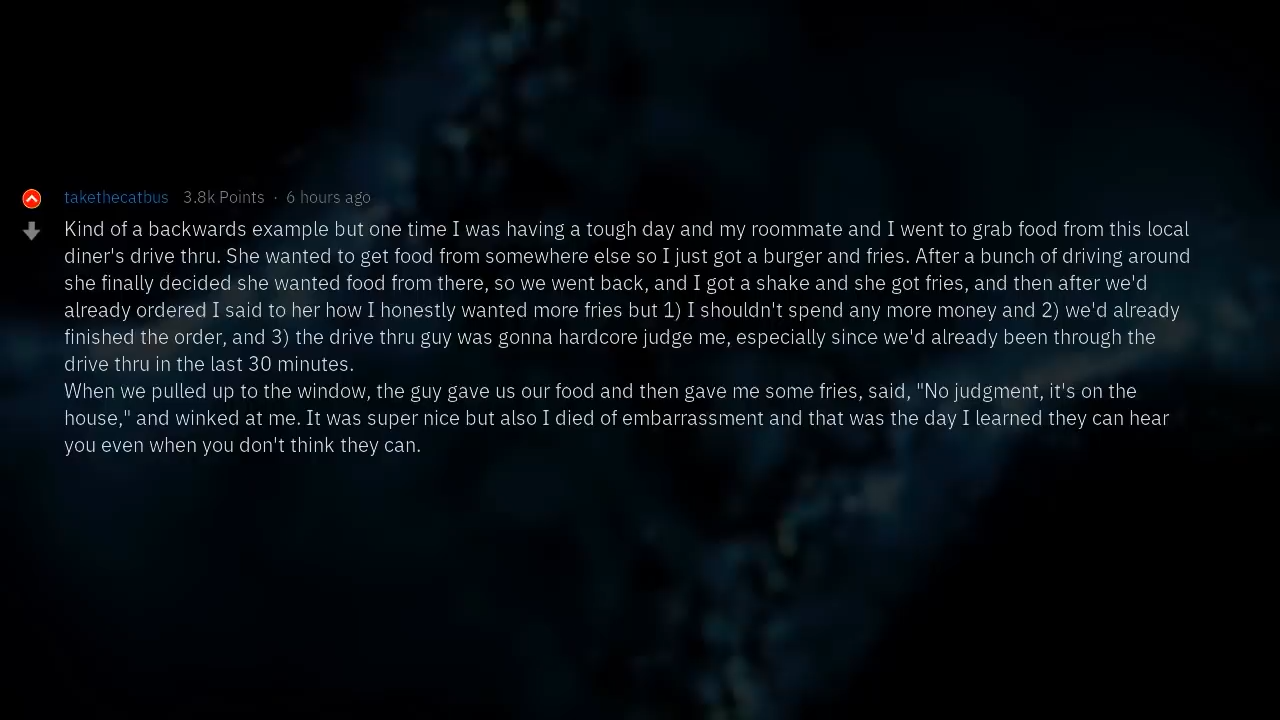 takethecatbus 3.8k Points · 6 hours ago
Kind of a backwards example but one time I was having a tough day and my roommate and I went to grab food from this local
diner's drive thru. She wanted to get food from somewhere else so I just got a burger and fries. After a bunch of driving around
she finally decided she wanted food from there, so we went back, and I got a shake and she got fries, and then after we'd
already ordered I said to her how I honestly wanted more fries but 1) I shouldn't spend any more money and 2) we'd already
finished the order, and 3) the drive thru guy was gonna hardcore judge me, especially since we'd already been through the
drive thru in the last 30 minutes.
When we pulled up to the window, the guy gave us our food and then gave me some fries, said, "No judgment, it's on the
house," and winked at me. It was super nice but also I died of embarrassment and that was the day I learned they can hear
you even when you don't think they can.